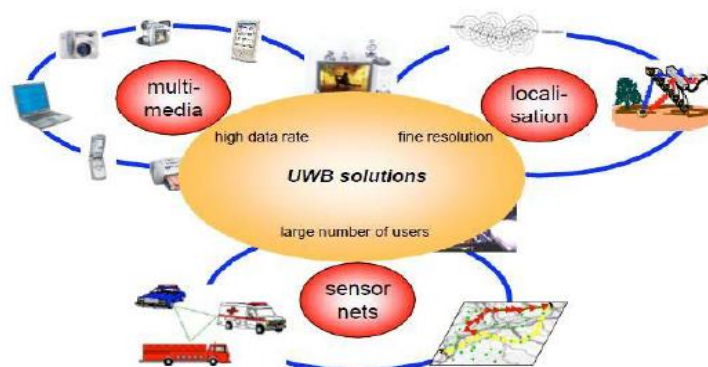 multi-
media
locali-
sation
high data rate
fine resolution
UWB solutions
large number of users
sensor
nets